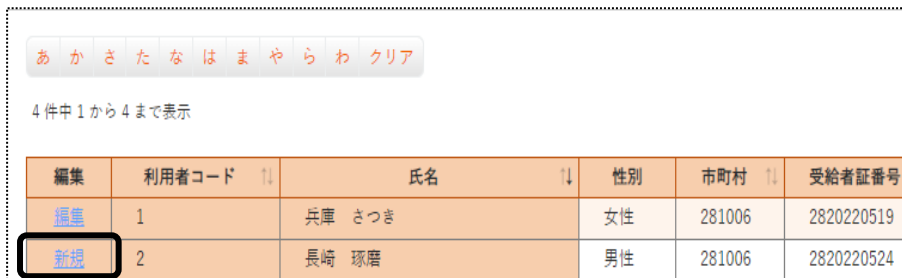 あ か さ た な は ま や ら わ クリア
4 件中 1 から 4 まで表示
編集 利用者コード 氏名 性別 市町村 受給者証番号
編集 1 兵庫 さつき 女性 281006 2820220519
新規 2 長崎 琢磨 男性 281006 2820220524